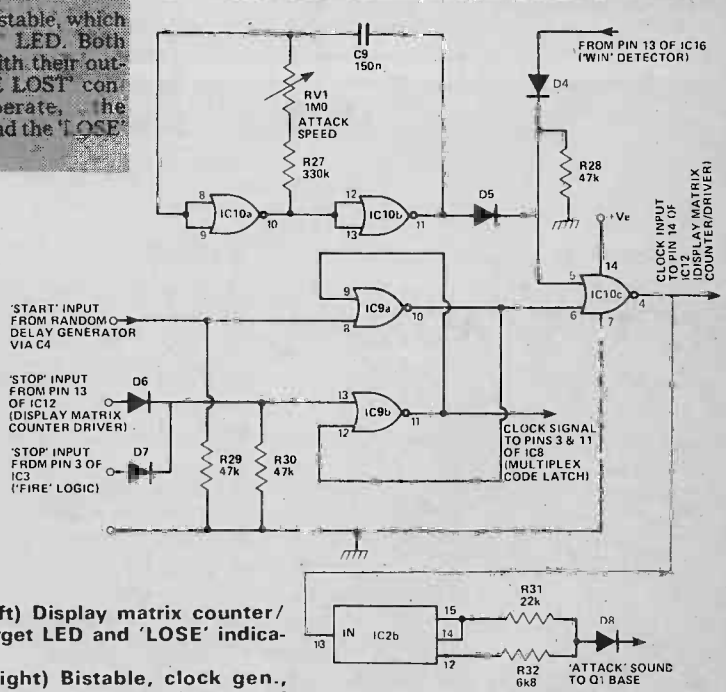 stable, which
LED. Both
ith their out-
E LOST' con
perate, the
nd the 'LOSE'
C9
150n
FROM PIN 13 OF IC16
('WIN' DETECTOR)
D4
RV1
1M0
ATTACK
SPEED
R27
330k
R28
47k
8
9
IC10a
10
12
13
IC10b
11
D5
+Ve
14
5
6
IC10c
4
7
CLOCK INPUT
TO PIN 14 OF
IC12
(DISPLAY MATRIX
COUNTER/DRIVER)
'START' INPUT
FROM RANDOM
DELAY GENERATOR
VIA C4
9
8
IC9a
10
'STOP' INPUT
FROM PIN 13
OF IC12
(DISPLAY MATRIX
COUNTER DRIVER)
D6
13
12
IC9b
11
CLOCK SIGNAL
TO PINS 3 & 11
OF IC8
(MULTIPLEX
CODE LATCH)
'STOP' INPUT
FROM PIN 3 OF
IC3
('FIRE' LOGIC)
D7
R29
47k
R30
47k
ft) Display matrix counter/
rget LED and 'LOSE' indica-
ight) Bistable, clock gen.,
13
IN
IC2b
15
14
12
R31
22k
R32
6k8
D8
'ATTACK' SOUND
TO Q1 BASE